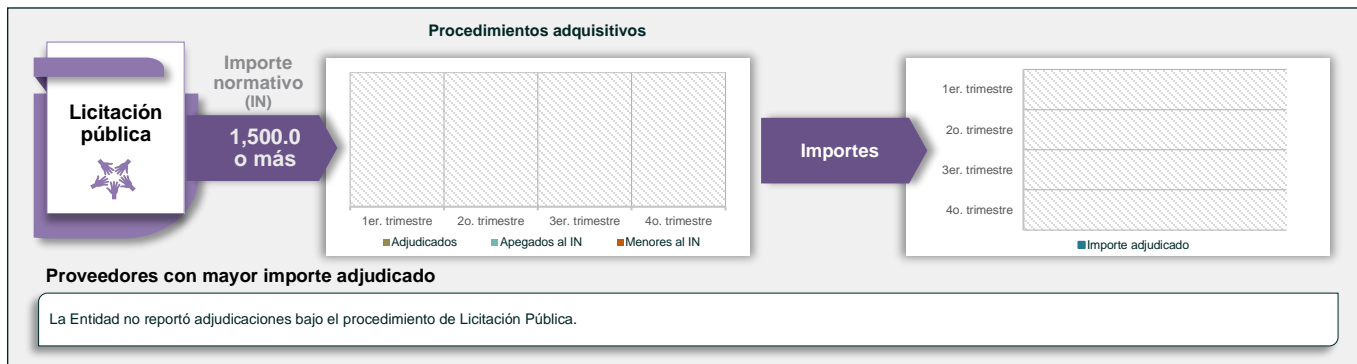 Procedimientos adquisitivos
Licitación
pública
Importe
normativo
(IN)
1,500.0
o más
1er. trimestre
2o. trimestre
3er. trimestre
4o. trimestre
Adjudicados
Apegados al IN
Menores al IN
Importes
1er. trimestre
2o. trimestre
3er. trimestre
4o. trimestre
Importe adjudicado
Proveedores con mayor importe adjudicado
La Entidad no reportó adjudicaciones bajo el procedimiento de Licitación Pública.